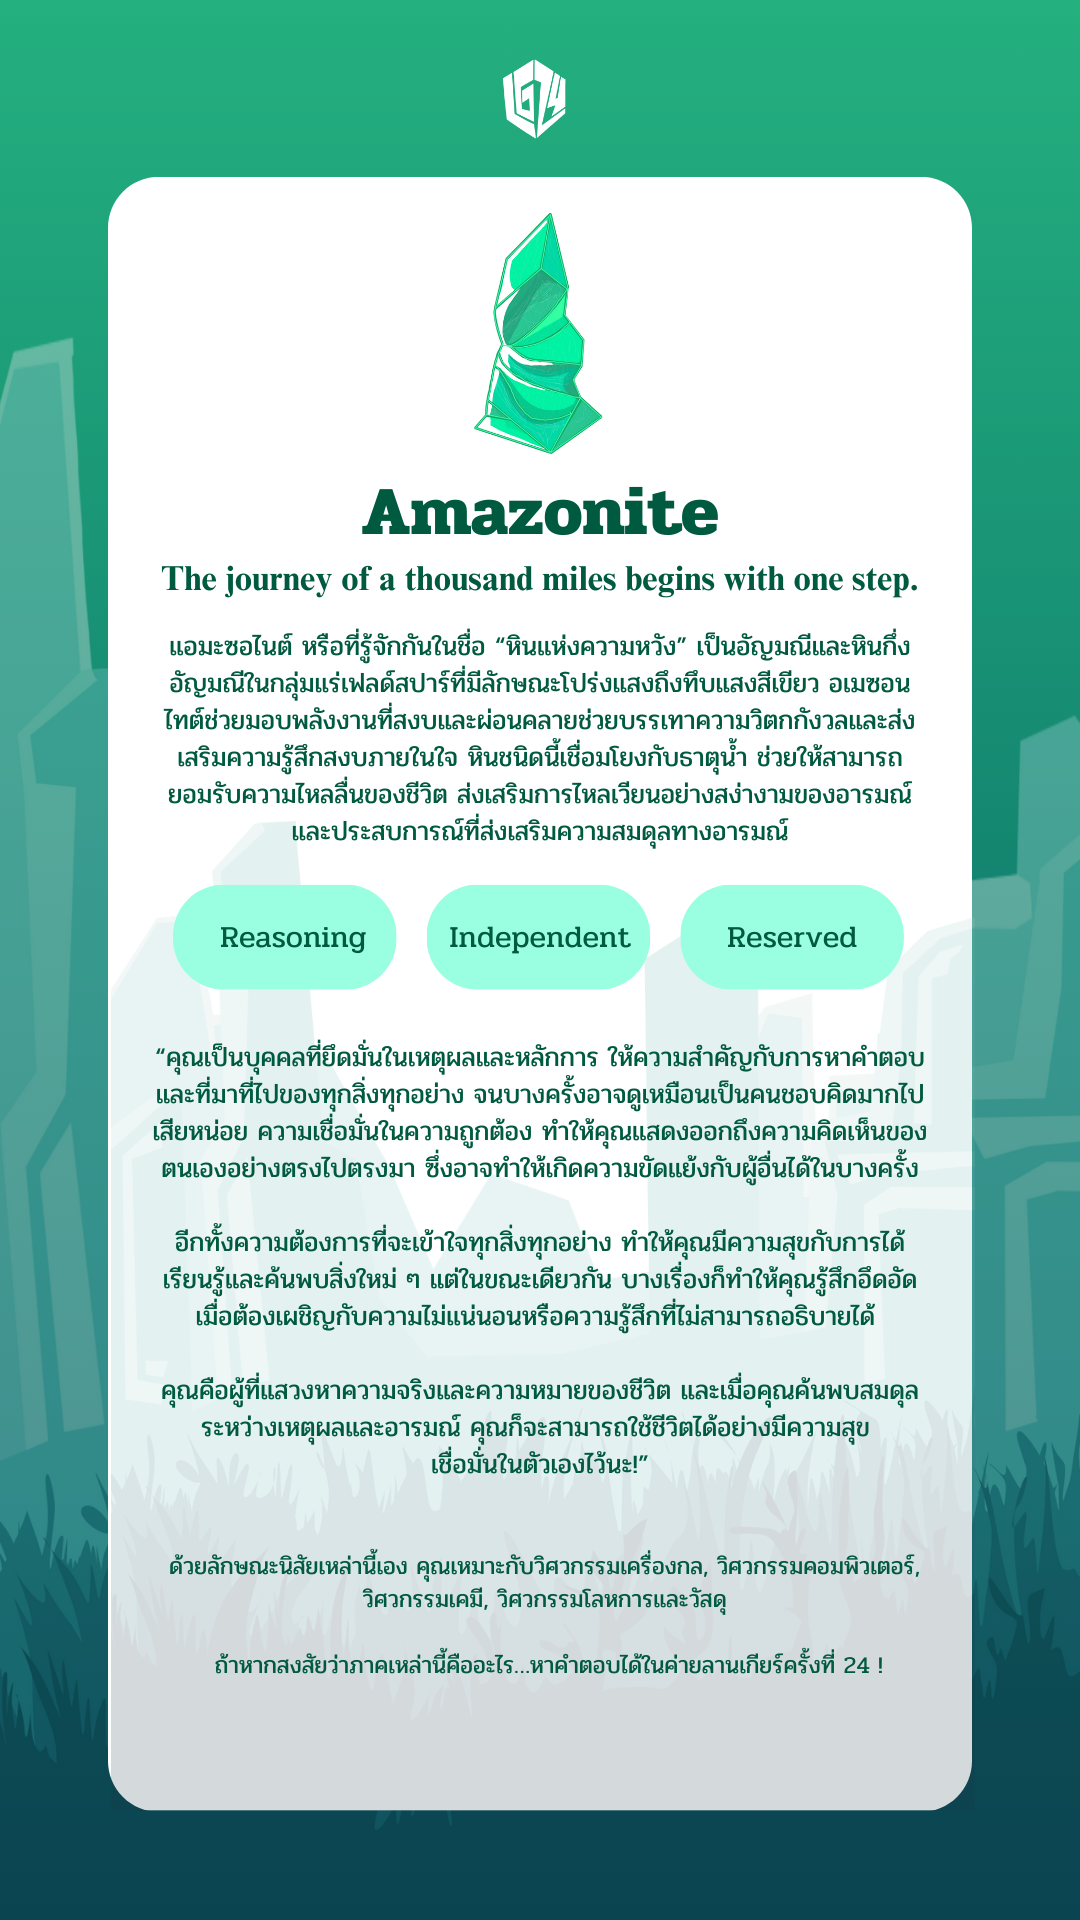 Amazonite
The journey of a thousand miles begins with one step.
แอมะซอไนต์ หรือที่รู้จักกันในชื่อ “หินแห่งความหวัง” เป็นอัญมณีและหินกึ่ง
อัญมณีในกลุ่มแร่เฟลด์สปาร์ที่มีลักษณะโปร่งแสงถึงทึบแสงสีเขียว อเมซอน
ไทต์ช่วยมอบพลังงานที่สงบและผ่อนคลายช่วยบรรเทาความวิตกกังวลและส่ง
เสริมความรู้สึกสงบภายในใจ หินชนิดนี้เชื่อมโยงกับธาตุน้ำ ช่วยให้สามารถ
ยอมรับความไหลลื่นของชีวิต ส่งเสริมการไหลเวียนอย่างสง่างามของอารมณ์
และประสบการณ์ที่ส่งเสริมความสมดุลทางอารมณ์
Reasoning Independent Reserved
“คุณเป็นบุคคลที่ยึดมั่นในเหตุผลและหลักการ ให้ความสำคัญกับการหาคำตอบ
และที่มาที่ไปของทุกสิ่งทุกอย่าง จนบางครั้งอาจดูเหมือนเป็นคนชอบคิดมากไป
เสียหน่อย ความเชื่อมั่นในความถูกต้อง ทำให้คุณแสดงออกถึงความคิดเห็นของ
ตนเองอย่างตรงไปตรงมา ซึ่งอาจทำให้เกิดความขัดแย้งกับผู้อื่นได้ในบางครั้ง
อีกทั้งความต้องการที่จะเข้าใจทุกสิ่งทุกอย่าง ทำให้คุณมีความสุขกับการได้
เรียนรู้และค้นพบสิ่งใหม่ ๆ แต่ในขณะเดียวกัน บางเรื่องก็ทำให้คุณรู้สึกอึดอัด
เมื่อต้องเผชิญกับความไม่แน่นอนหรือความรู้สึกที่ไม่สามารถอธิบายได้
คุณคือผู้ที่แสวงหาความจริงและความหมายของชีวิต และเมื่อคุณค้นพบสมดุล
ระหว่างเหตุผลและอารมณ์ คุณก็จะสามารถใช้ชีวิตได้อย่างมีความสุข
เชื่อมั่นในตัวเองไว้นะ!”
ด้วยลักษณะนิสัยเหล่านี้เอง คุณเหมาะกับวิศวกรรมเครื่องกล, วิศวกรรมคอมพิวเตอร์,
วิศวกรรมเคมี, วิศวกรรมโลหการและวัสดุ
ถ้าหากสงสัยว่าภาคเหล่านี้คืออะไร...หาคำตอบได้ในค่ายลานเกียร์ครั้งที่ 24 !